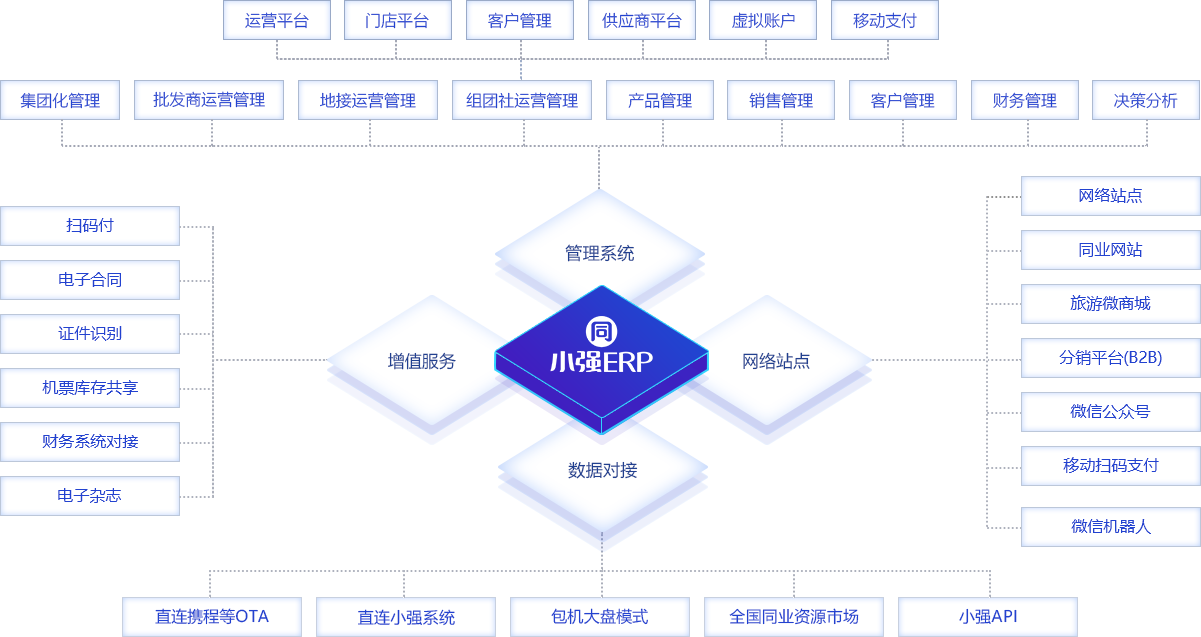 运营平台
门店平台
客户管理
供应商平台
虚拟账户
移动支付
集团化管理
批发商运营管理
地接运营管理
组团社运营管理
产品管理
销售管理
客户管理
财务管理
决策分析
扫码付
电子合同
证件识别
机票库存共享
财务系统对接
电子杂志
管理系统
增值服务
同
小强ERP
网络站点
数据对接
网络站点
同业网站
旅游微商城
分销平台(B2B)
微信公众号
移动扫码支付
微信机器人
直连携程等OTA
直连小强系统
包机大盘模式
全国同业资源市场
小强API